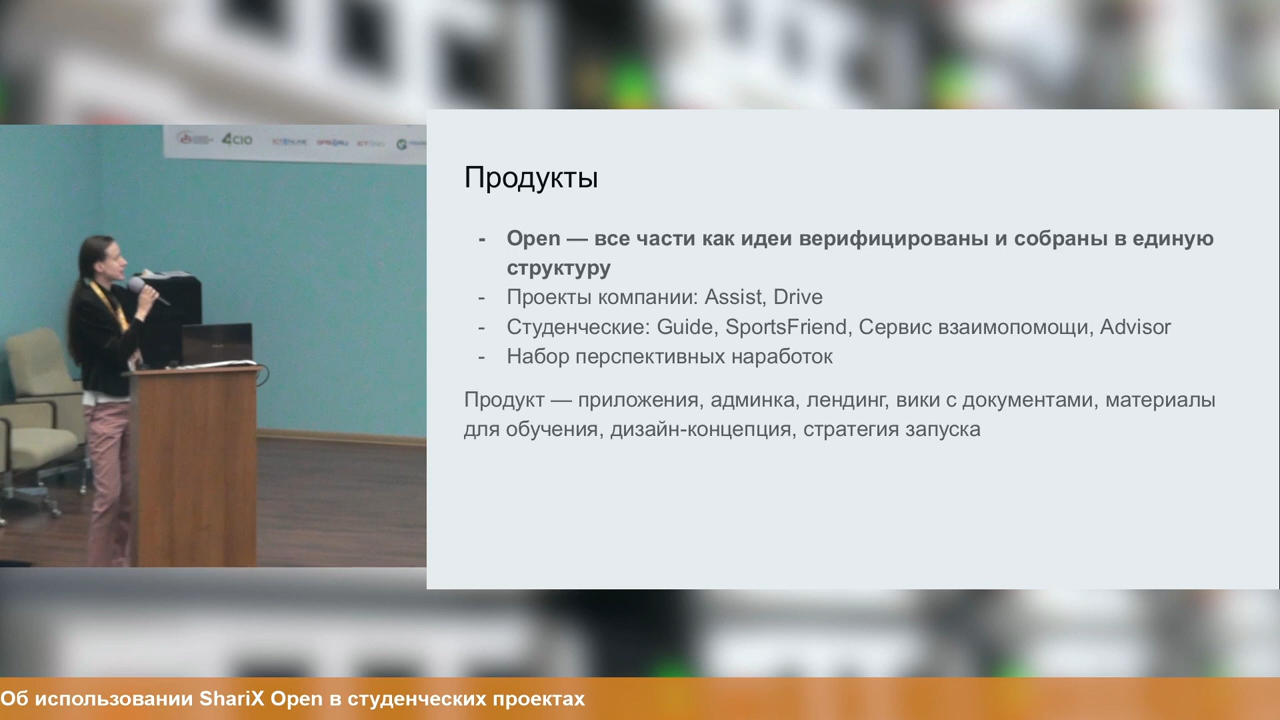 4CIO
Продукты
- Open — все части как идеи верифицированы и собраны в единую
структуру
- Проекты компании: Assist, Drive
- Студенческие: Guide, SportsFriend, Сервис взаимопомощи, Advisor
- Набор перспективных наработок
Продукт — приложения, админка, лендинг, вики с документами, материалы
для обучения, дизайн-концепция, стратегия запуска
Об использовании ShariX Open в студенческих проектах